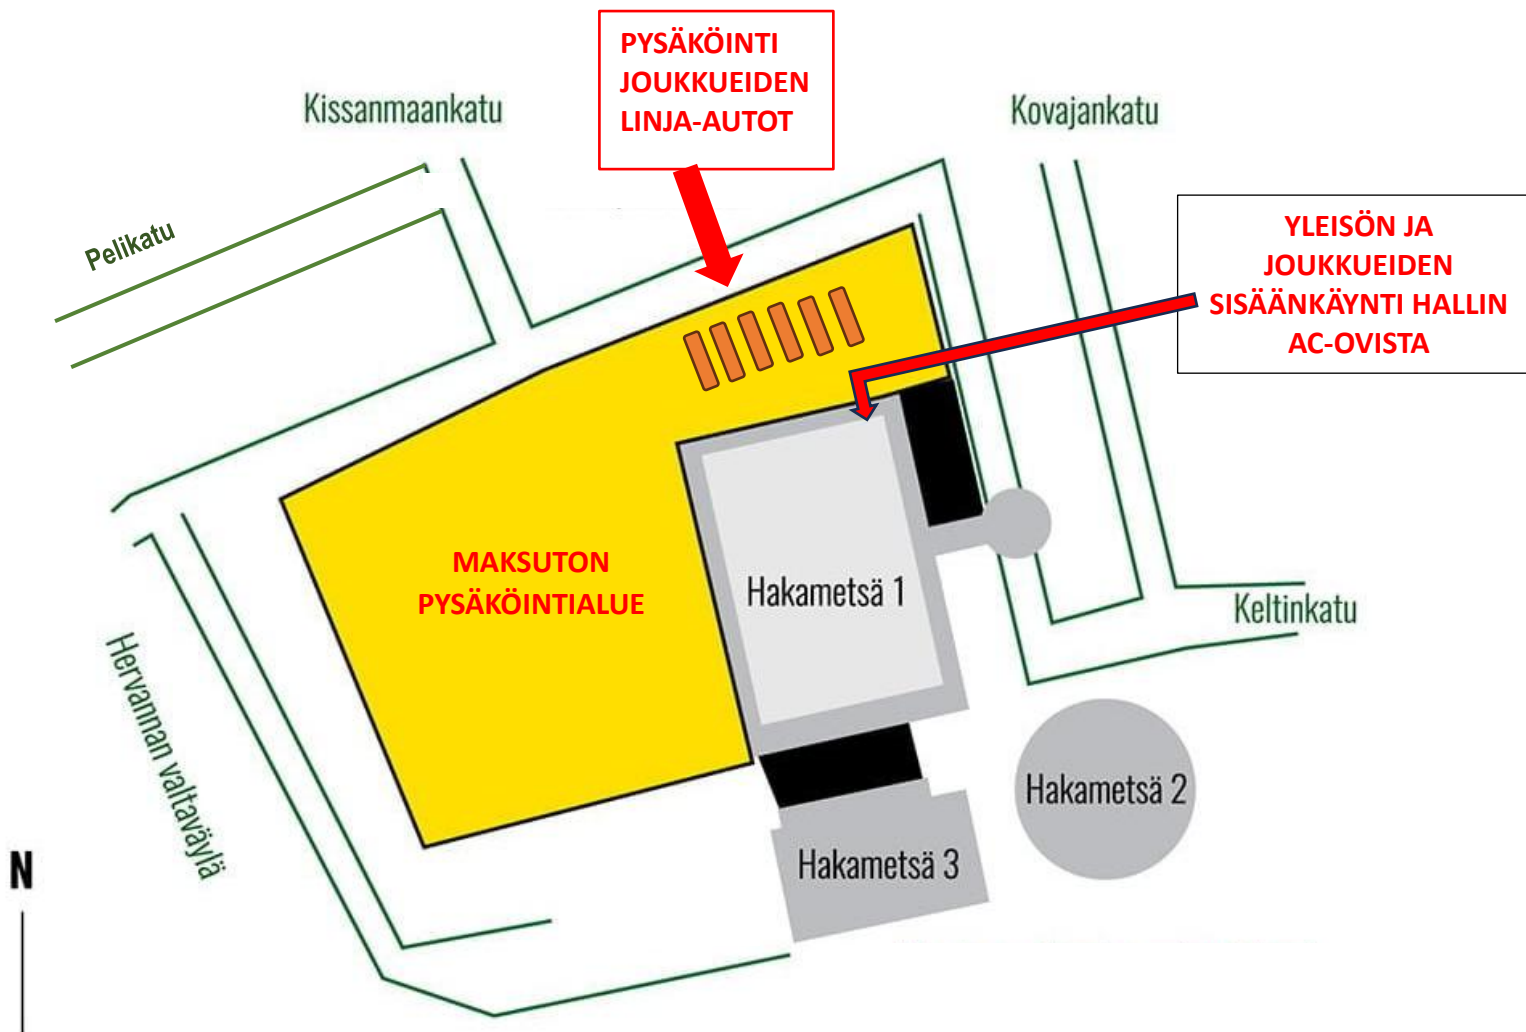 PYSÄKÖINTI
JOUKKUEIDEN
LINJA-AUTOT
Kissanmaankatu
Kovajankatu
Pelikatu
YLEISÖN JA
JOUKKUEIDEN
SISÄÄNKÄYNTI HALLIN
AC-OVISTA
MAKSUTON
PYSÄKÖINTIALUE
Hakametsä 1
Keltinkatu
Hervannan valtaväylä
Hakametsä 2
Hakametsä 3
N